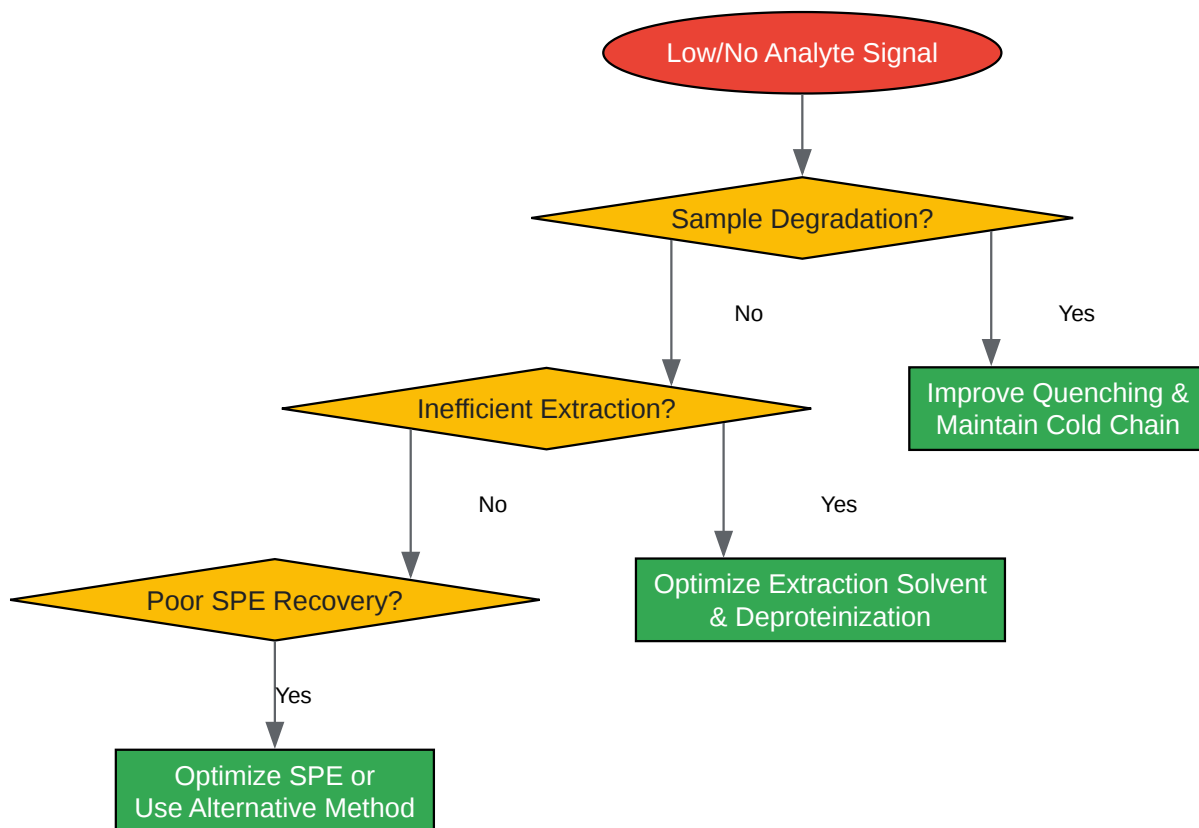 Low/No Analyte Signal
Sample Degradation?
No
Yes
Improve Quenching &
Maintain Cold Chain
Inefficient Extraction?
No
Yes
Optimize Extraction Solvent
& Deproteinization
Poor SPE Recovery?
Yes
Optimize SPE or
Use Alternative Method